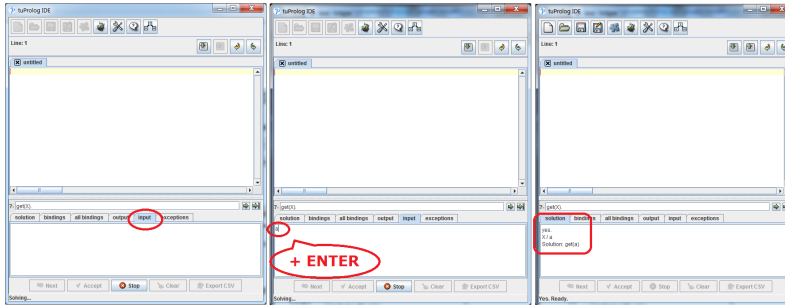 tuProlog IDE
Line: 1
untitled
?- get(X).
solution bindings all bindings output input exceptions
Next Accept Stop Clear Export CSV
Solving...
tuProlog IDE
Line: 1
untitled
?- get(X).
solution bindings all bindings output input exceptions
a
+ ENTER
Next Accept Stop Clear Export CSV
Solving...
tuProlog IDE
Line: 1
untitled
?- get(X).
solution bindings all bindings output input exceptions
yes.
X / a
Solution: get(a)
Next Accept Stop Clear Export CSV
Yes. Ready.